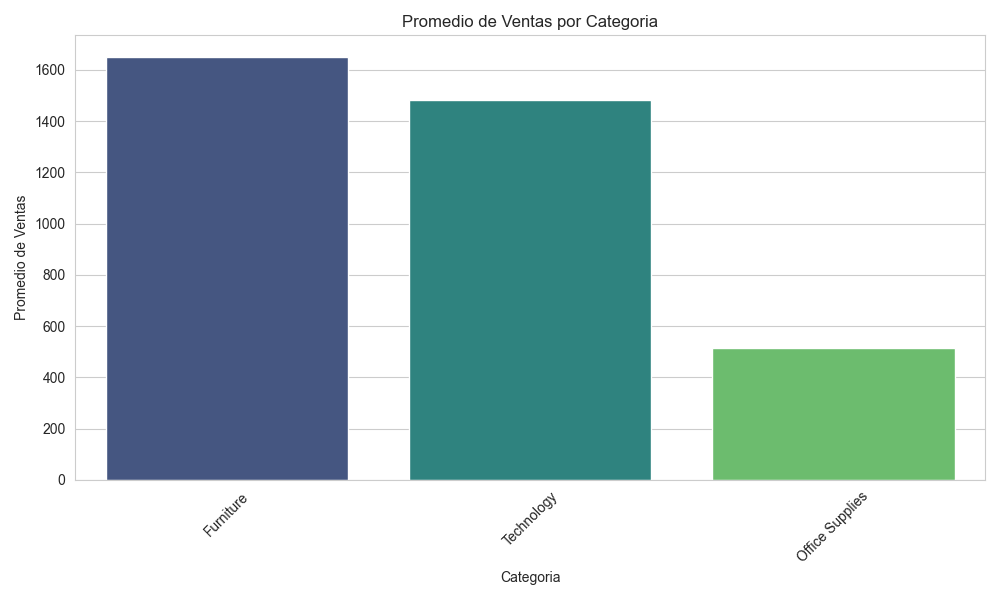 Promedio de Ventas por Categoria
Promedio de Ventas
1600
1400
1200
1000
800
600
400
200
0
Furniture
Technology
Office Supplies
Categoria